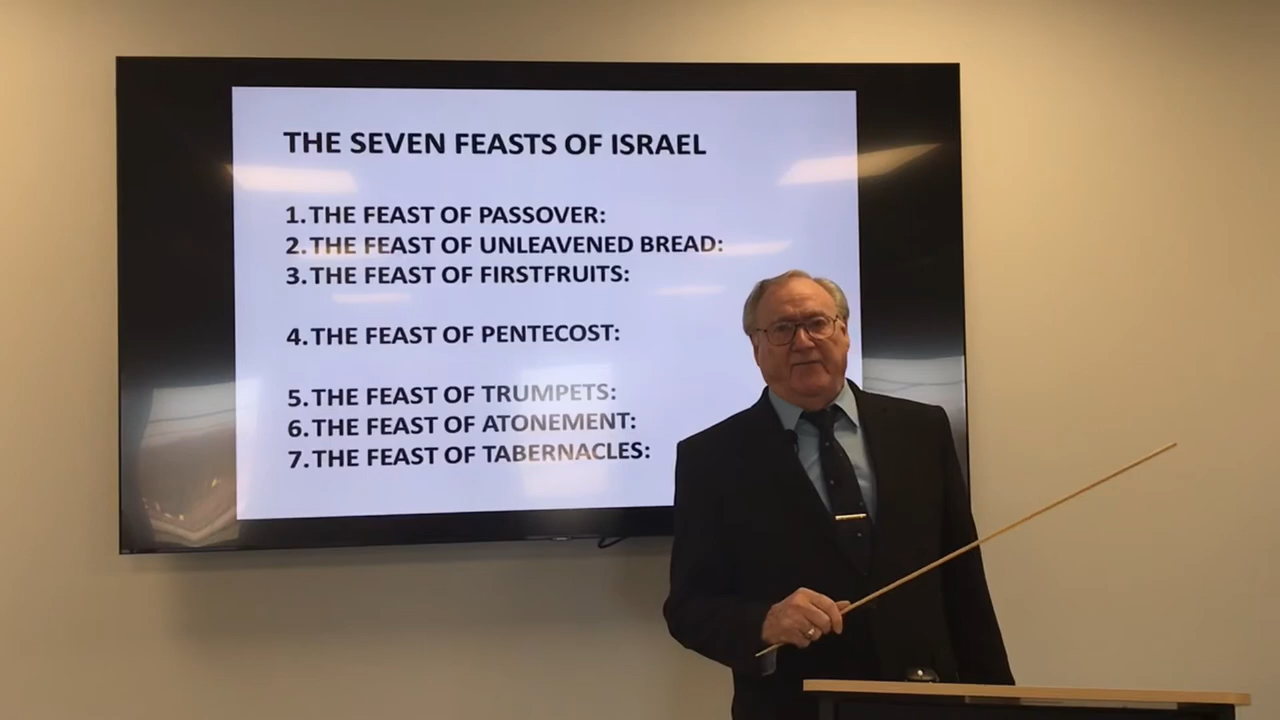 THE SEVEN FEASTS OF ISRAEL
1. THE FEAST OF PASSOVER:
2. THE FEAST OF UNLEAVENED BREAD:
3. THE FEAST OF FIRSTFRUITS:
4. THE FEAST OF PENTECOST:
5. THE FEAST OF TRUMPETS:
6. THE FEAST OF ATONEMENT:
7. THE FEAST OF TABERNACLES: